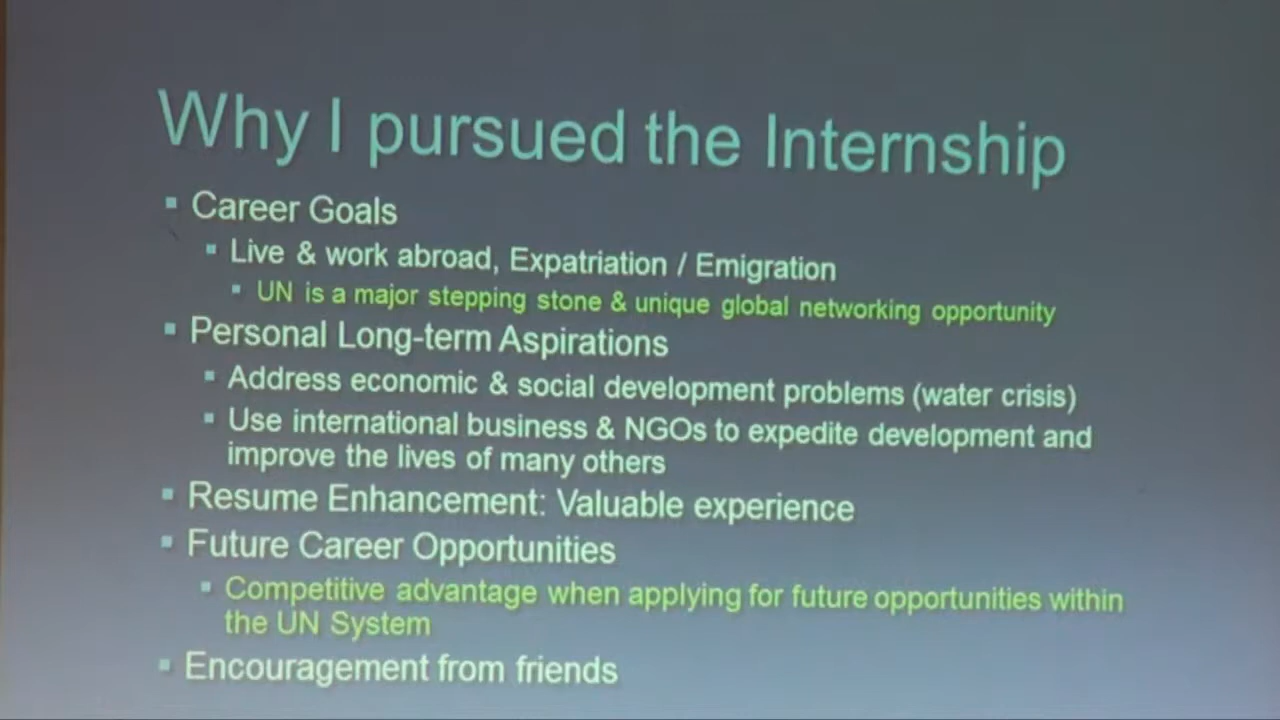 Why I pursued the Internship
▪ Career Goals
▪ Live & work abroad, Expatriation / Emigration
▪ UN is a major stepping stone & unique global networking opportunity
▪ Personal Long-term Aspirations
▪ Address economic & social development problems (water crisis)
▪ Use international business & NGOs to expedite development and
improve the lives of many others
▪ Resume Enhancement: Valuable experience
▪ Future Career Opportunities
▪ Competitive advantage when applying for future opportunities within
the UN System
▪ Encouragement from friends